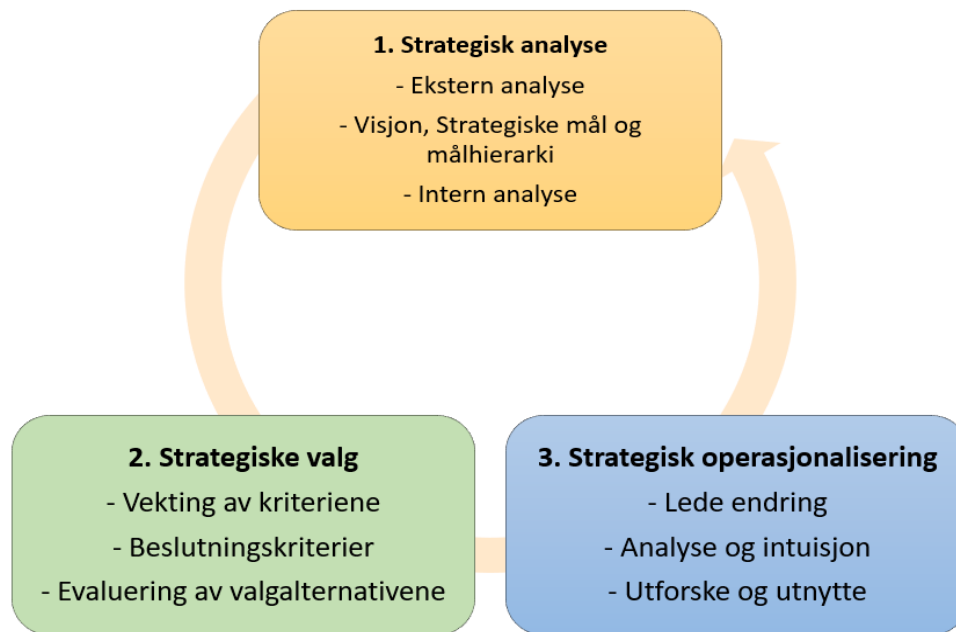 1. Strategisk analyse
- Ekstern analyse
- Visjon, Strategiske mål og
målhierarki
- Intern analyse
2. Strategiske valg
- Vekting av kriteriene
- Beslutningskriterier
- Evaluering av valgalternativene
3. Strategisk operasjonalisering
- Lede endring
- Analyse og intuisjon
- Utforske og utnytte